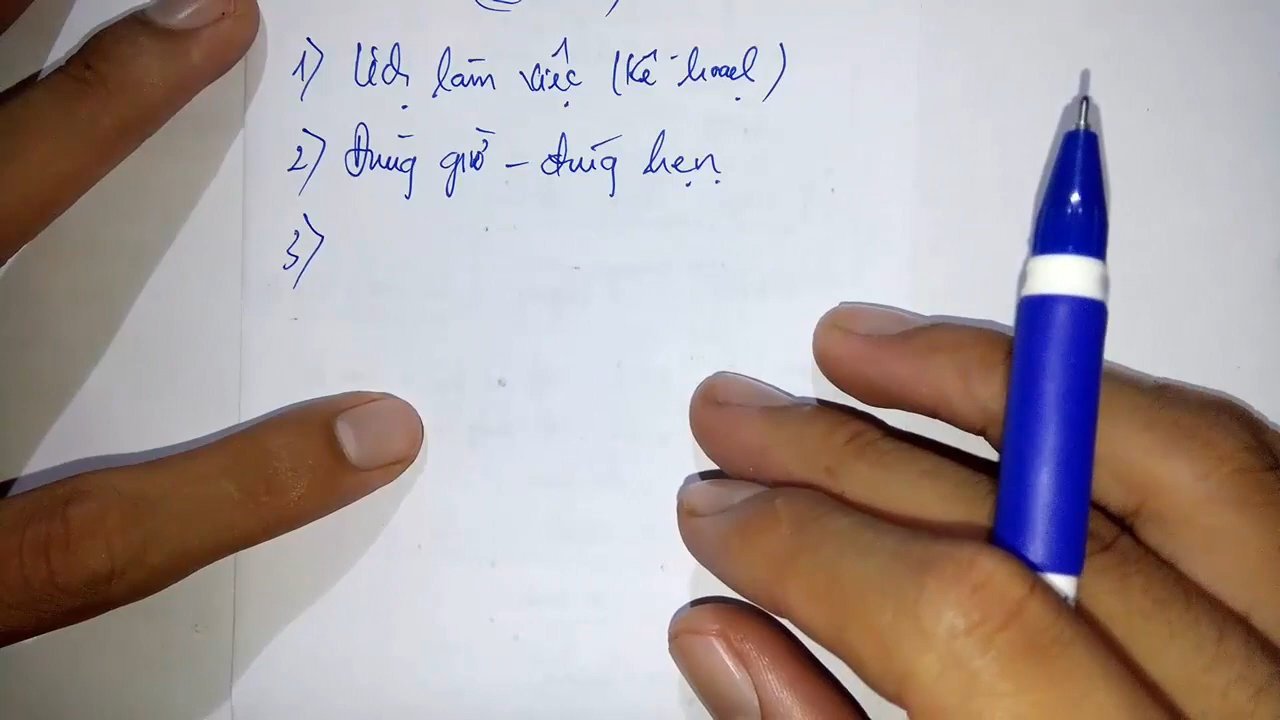 1) Lịch làm việc (Kế hoạch)
2) Đúng giờ - đúng hẹn
3)